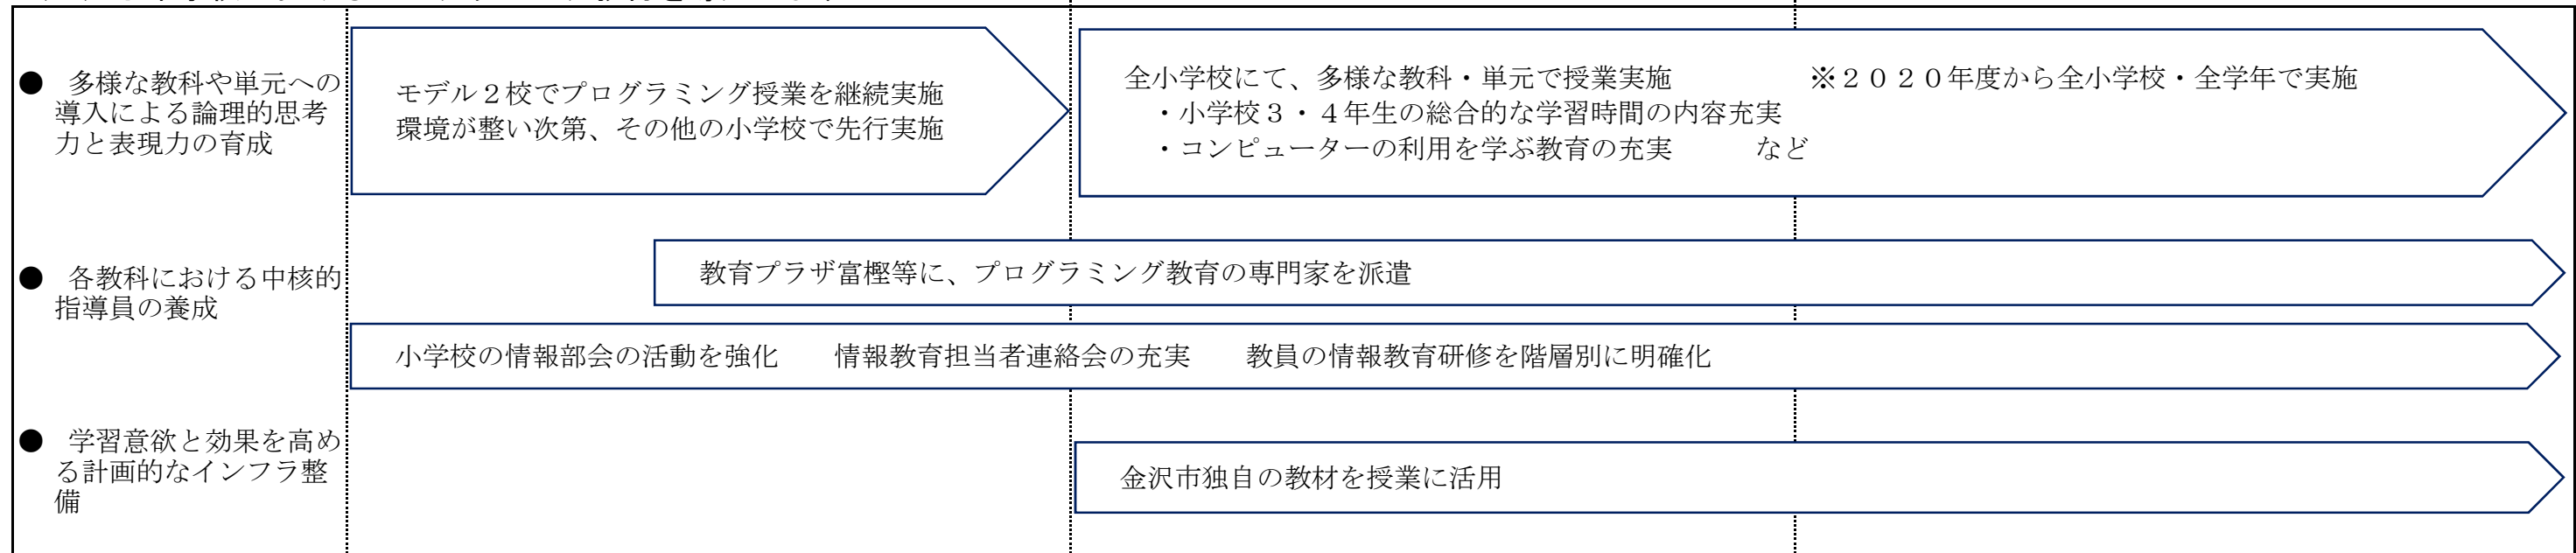 ● 多様な教科や単元への
導入による論理的思考
力と表現力の育成
モデル２校でプログラミング授業を継続実施
環境が整い次第、その他の小学校で先行実施
全小学校にて、多様な教科・単元で授業実施　　　　　※２０２０年度から全小学校・全学年で実施
・小学校３・４年生の総合的な学習時間の内容充実
・コンピューターの利用を学ぶ教育の充実　　　など
● 各教科における中核的
指導員の養成
教育プラザ富樫等に、プログラミング教育の専門家を派遣
小学校の情報部会の活動を強化　　情報教育担当者連絡会の充実　　教員の情報教育研修を階層別に明確化
● 学習意欲と効果を高め
る計画的なインフラ整
備
金沢市独自の教材を授業に活用